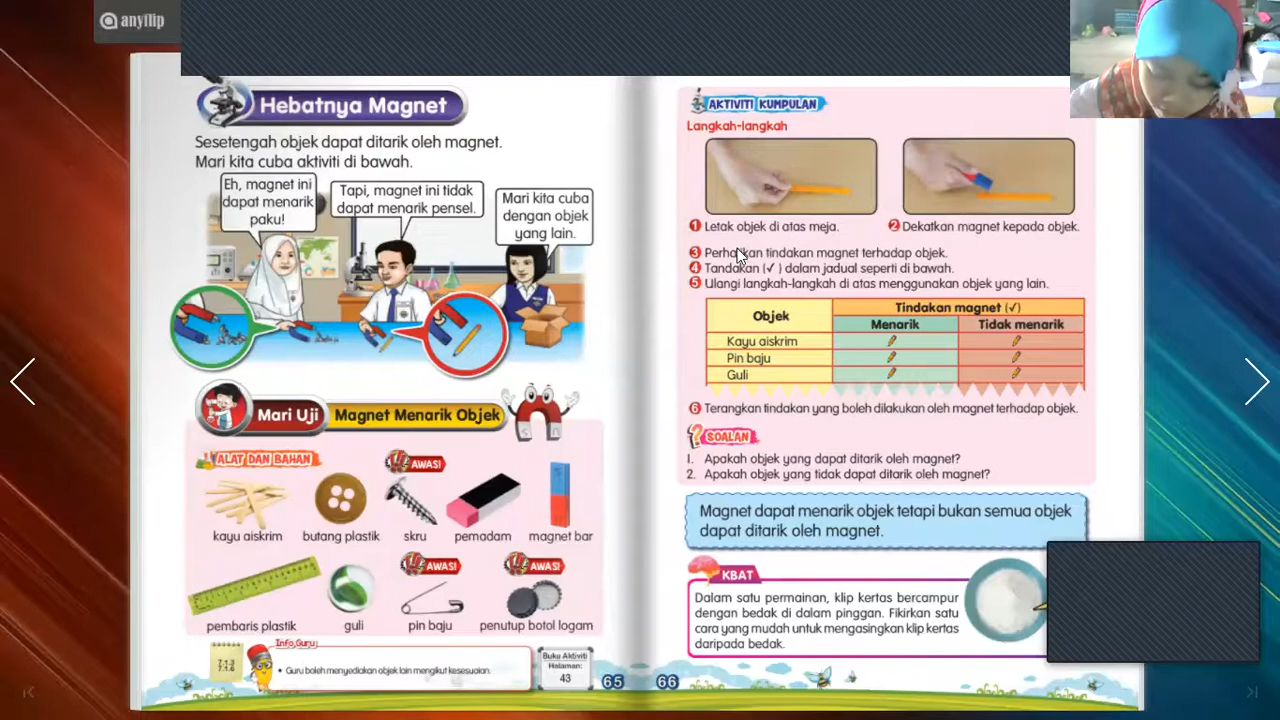 anyflip
Hebatnya Magnet
Sesetengah objek dapat ditarik oleh magnet.
Mari kita cuba aktiviti di bawah.
Eh, magnet ini
dapat menarik
paku!
Tapi, magnet ini tidak
dapat menarik pensel.
Mari kita cuba
dengan objek
yang lain.
Mari Uji
Magnet Menarik Objek
ALAT DAN BAHAN
AWAS!
kayu aiskrim
butang plastik
skru
pemadam
magnet bar
AWAS!
AWAS!
pembaris plastik
guli
pin baju
penutup botol logam
7.1.3
7.1.6
Info Guru
• Guru boleh menyediakan objek lain mengikut kesesuaian.
Buku Aktiviti
Halaman:
43
65
AKTIVITI KUMPULAN
Langkah-langkah
1 Letak objek di atas meja.
2 Dekatkan magnet kepada objek.
3 Perhatikan tindakan magnet terhadap objek.
4 Tandakan (✓) dalam jadual seperti di bawah.
5 Ulangi langkah-langkah di atas menggunakan objek yang lain.
Objek
Tindakan magnet (✓)
Menarik
Tidak menarik
Kayu aiskrim
Pin baju
Guli
6 Terangkan tindakan yang boleh dilakukan oleh magnet terhadap objek.
SOALAN
1. Apakah objek yang dapat ditarik oleh magnet?
2. Apakah objek yang tidak dapat ditarik oleh magnet?
Magnet dapat menarik objek tetapi bukan semua objek
dapat ditarik oleh magnet.
KBAT
Dalam satu permainan, klip kertas bercampur
dengan bedak di dalam pinggan. Fikirkan satu
cara yang mudah untuk mengasingkan klip kertas
daripada bedak.
66